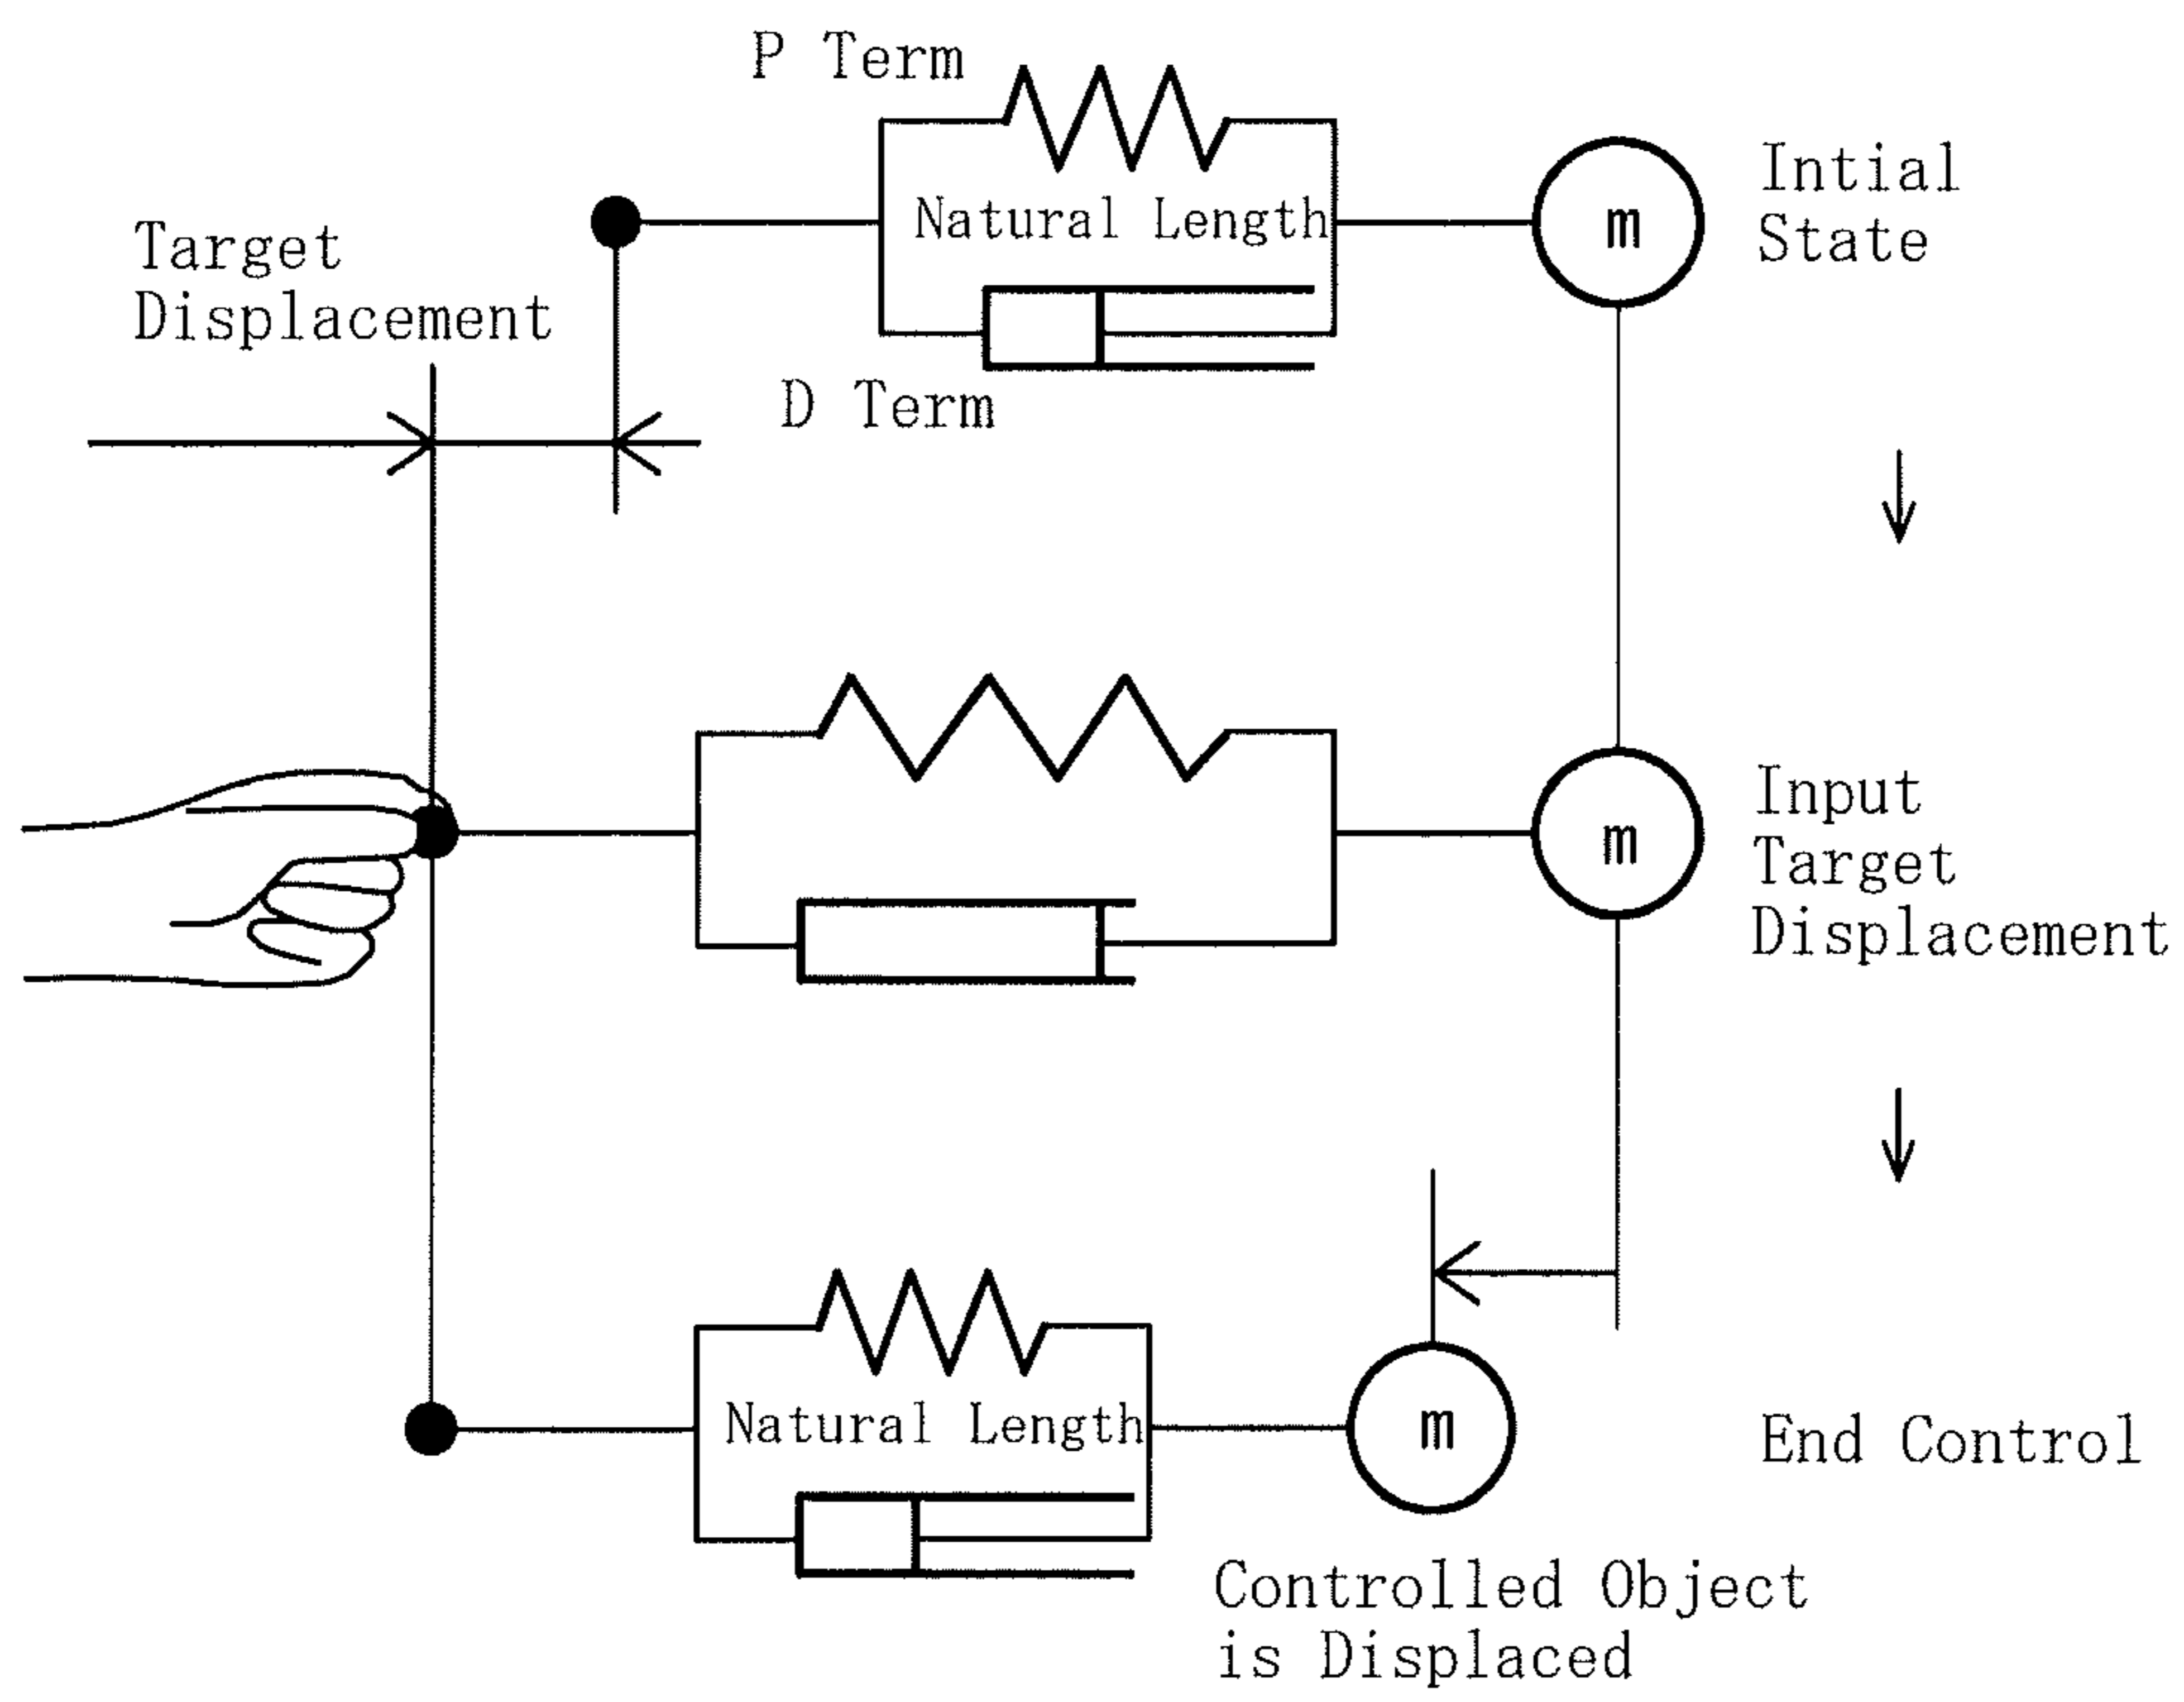 P Term
Intial
State
Natural Length
m
Target
Displacement
D Term
Input
Target
Displacement
m
Natural Length
m
End Control
Controlled Object
is Displaced